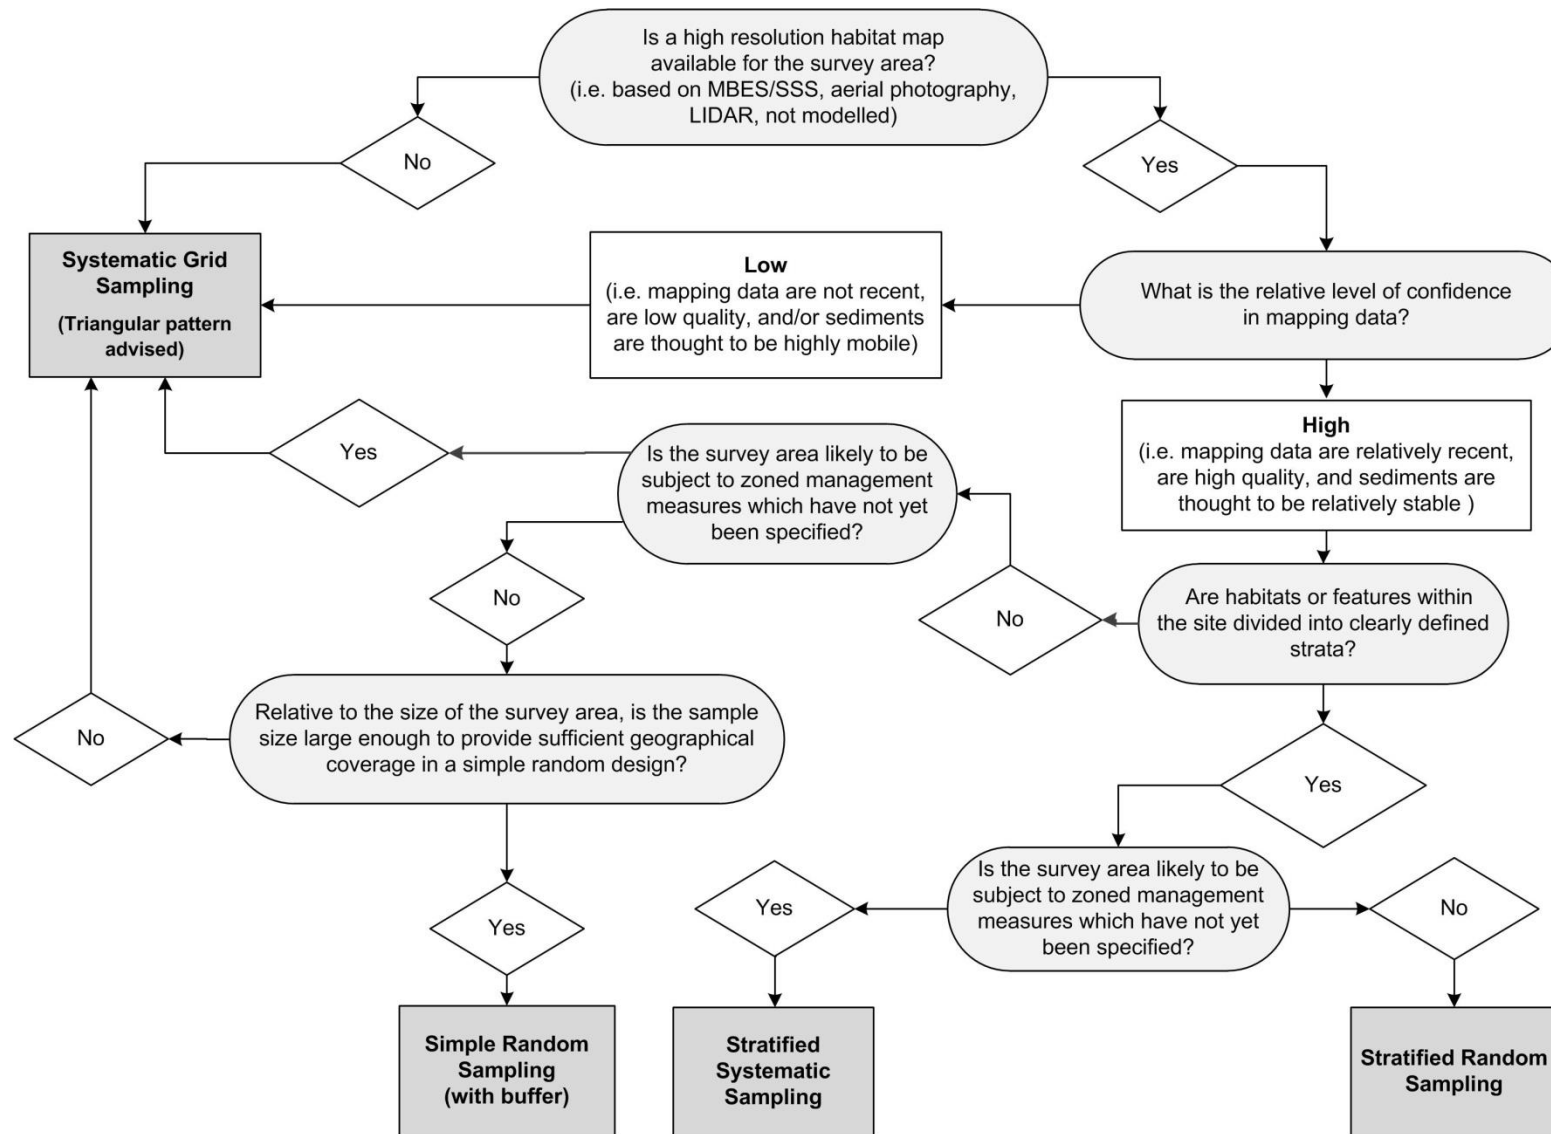 Is a high resolution habitat map
available for the survey area?
(i.e. based on MBES/SSS, aerial photography,
LIDAR, not modelled)
No
Yes
Systematic Grid
Sampling
(Triangular pattern
advised)
Low
(i.e. mapping data are not recent,
are low quality, and/or sediments
are thought to be highly mobile)
What is the relative level of confidence
in mapping data?
High
(i.e. mapping data are relatively recent,
are high quality, and sediments are
thought to be relatively stable )
Yes
Is the survey area likely to be
subject to zoned management
measures which have not yet
been specified?
No
No
Are habitats or features within
the site divided into clearly defined
strata?
No
Relative to the size of the survey area, is the sample
size large enough to provide sufficient geographical
coverage in a simple random design?
Yes
Yes
Yes
Is the survey area likely to be
subject to zoned management
measures which have not yet
been specified?
No
Simple Random
Sampling
(with buffer)
Stratified
Systematic
Sampling
Stratified Random
Sampling